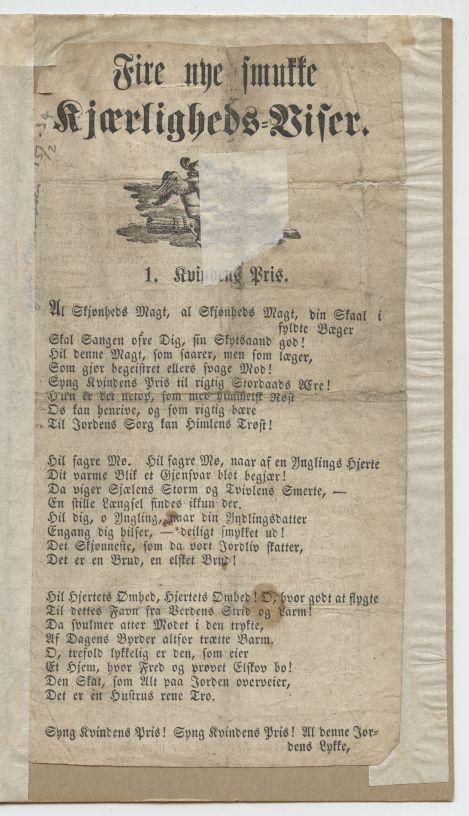 Fire nye smukke
Kjærligheds-Viser.
1. Kvindens Pris.
Al Skjønheds Magt, al Skjønheds Magt, din Skaal i
fyldte Bæger
Skal Sangen ofre Dig, sin Skytsaand god!
Hil denne Magt, som saarer, men som læger,
Som gjør begeistret ellers svage Mod!
Syng Kvindens Pris til rigtig Stordaads Ære!
Hun er det netop, som med himmelsk Røst
Os kan henrive, og som rigtig bære
Til Jordens Sorg kan Himlens Trøst!
Hil fagre Mø. Hil fagre Mø, naar af en Ynglings Hjerte
Dit varme Blik et Gjensvar blot begjær!
Da viger Sjælens Storm og Tvivlens Smerte, —
En stille Længsel findes ikkun der.
Hil dig, o Yngling, naar din Yndlingsdatter
Engang dig hilser, — deiligt smykket ud!
Det Skjønneste, som da vort Jordliv skatter,
Det er en Brud, en elsket Brud!
Hil Hjertets Ømhed, Hjertets Ømhed! O, hvor godt at flygte
Til dettes Favn fra Verdens Strid og Larm!
Da svulmer atter Modet i den trykte,
Af Dagens Byrder altfor trætte Barm.
O, trefold lykkelig er den, som eier
Et Hjem, hvor Fred og prøvet Elskov bo!
Den Skat, som Alt paa Jorden overveier,
Det er en Hustrus rene Tro.
Syng Kvindens Pris! Syng Kvindens Pris! Al denne Jor-
dens Lykke,